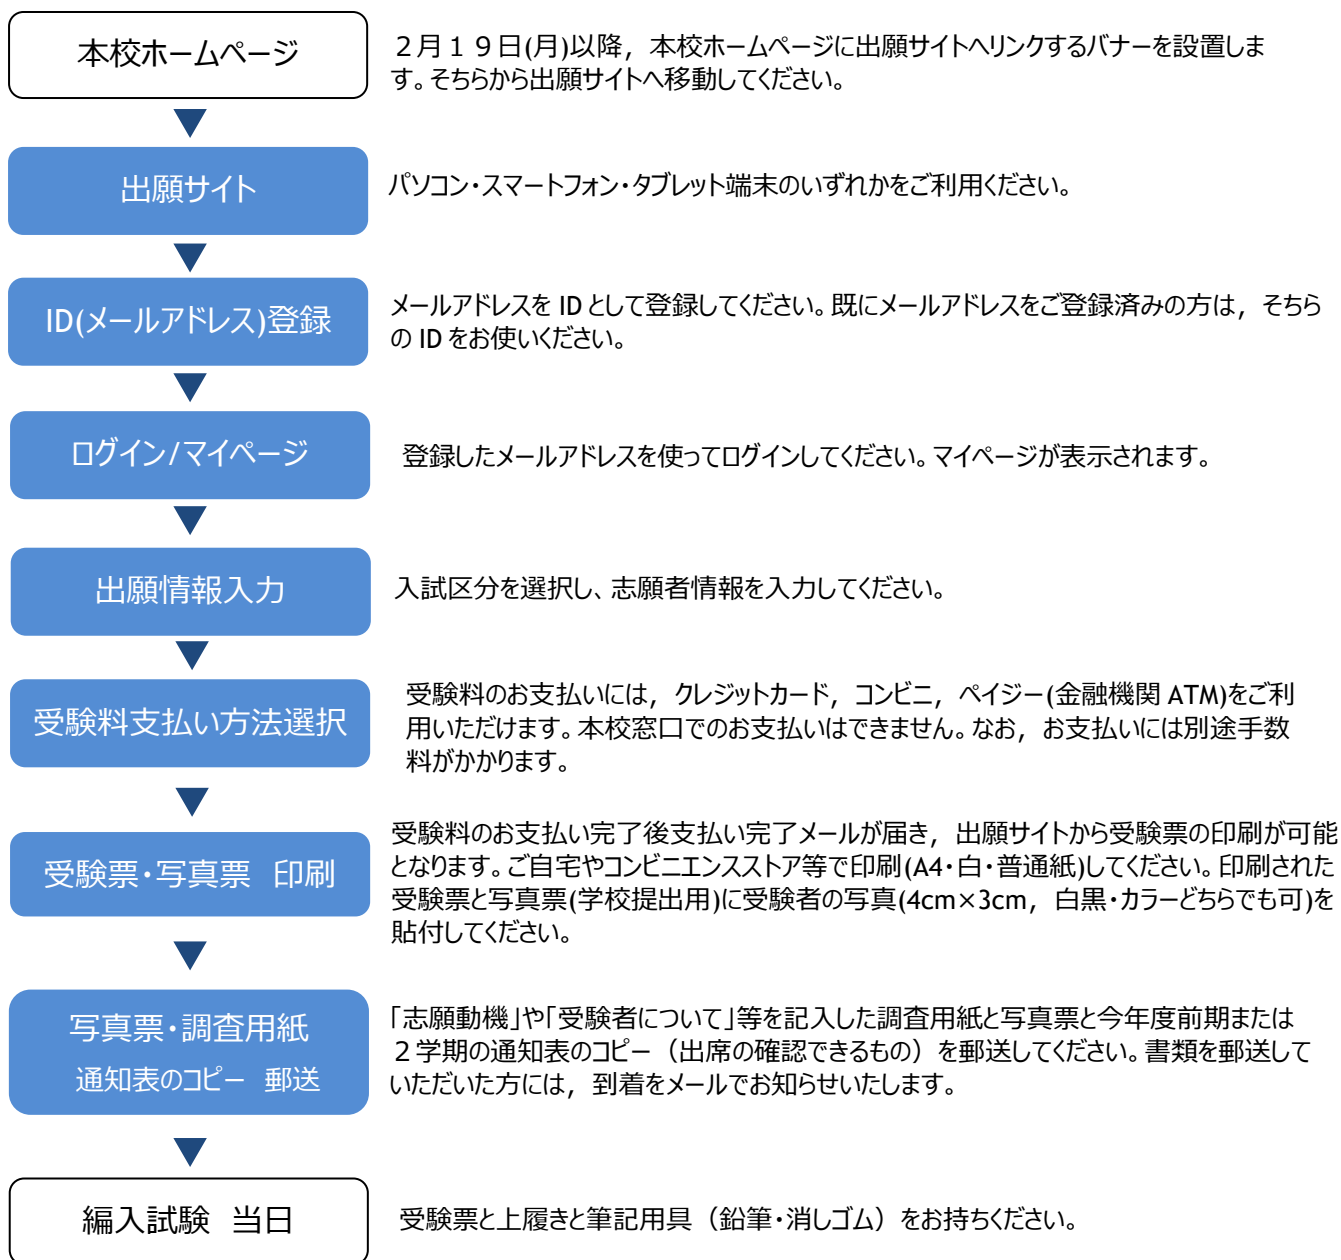 本校ホームページ
２月１９日(月)以降，本校ホームページに出願サイトへリンクするバナーを設置しま
す。そちらから出願サイトへ移動してください。
出願サイト
パソコン・スマートフォン・タブレット端末のいずれかをご利用ください。
ID(メールアドレス)登録
メールアドレスを ID として登録してください。既にメールアドレスをご登録済みの方は，そちら
の ID をお使いください。
ログイン/マイページ
登録したメールアドレスを使ってログインしてください。マイページが表示されます。
出願情報入力
入試区分を選択し、志願者情報を入力してください。
受験料支払い方法選択
受験料のお支払いには，クレジットカード，コンビニ，ペイジー(金融機関 ATM)をご利
用いただけます。本校窓口でのお支払いはできません。なお，お支払いには別途手数
料がかかります。
受験票・写真票　印刷
受験料のお支払い完了後支払い完了メールが届き，出願サイトから受験票の印刷が可能
となります。ご自宅やコンビニエンスストア等で印刷(A4・白・普通紙)してください。印刷された
受験票と写真票(学校提出用)に受験者の写真(4cm×3cm，白黒・カラーどちらでも可)を
貼付してください。
写真票・調査用紙
通知表のコピー　郵送
「志願動機」や「受験者について」等を記入した調査用紙と写真票と今年度前期または
２学期の通知表のコピー（出席の確認できるもの）を郵送してください。書類を郵送して
いただいた方には，到着をメールでお知らせいたします。
編入試験　当日
受験票と上履きと筆記用具（鉛筆・消しゴム）をお持ちください。